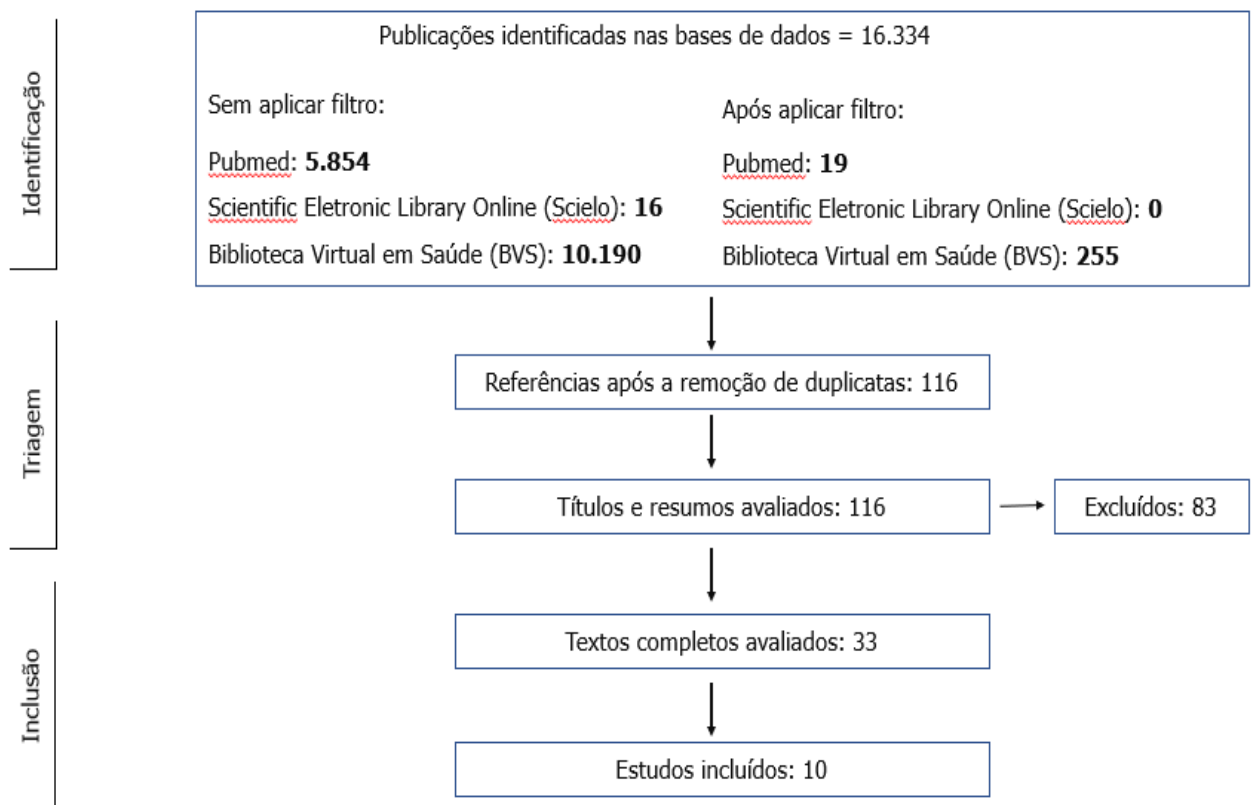 Identificação
Publicações identificadas nas bases de dados = 16.334
Sem aplicar filtro:
Pubmed: 5.854
Scientific Eletronic Library Online (Scielo): 16
Biblioteca Virtual em Saúde (BVS): 10.190
Após aplicar filtro:
Pubmed: 19
Scientific Eletronic Library Online (Scielo): 0
Biblioteca Virtual em Saúde (BVS): 255
Triagem
Referências após a remoção de duplicatas: 116
Títulos e resumos avaliados: 116
Excluídos: 83
Inclusão
Textos completos avaliados: 33
Estudos incluídos: 10